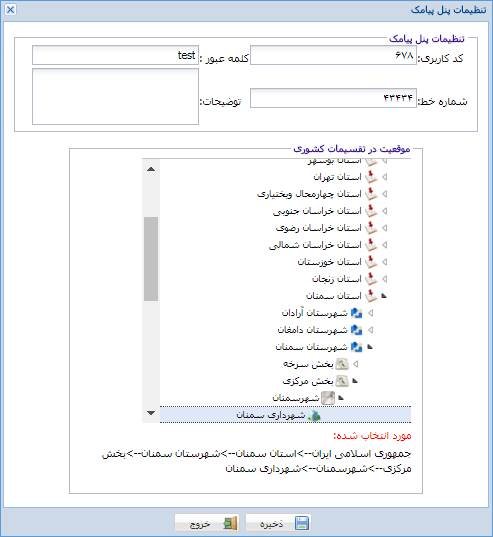 تنظیمات پنل پیامک
تنظیمات پنل پیامک
کد کاربری: ۶۷۸ کلمه عبور : test
شماره خط: ۴۳۴۳۴ توضیحات:
موقعیت در تقسیمات کشوری
استان بوشهر
استان تهران
استان چهارمحال وبختیاری
استان خراسان جنوبی
استان خراسان رضوی
استان خراسان شمالی
استان خوزستان
استان زنجان
استان سمنان
شهرستان آرادان
شهرستان دامغان
شهرستان سمنان
بخش سرخه
بخش مرکزی
شهرسمنان
شهرداری سمنان
مورد انتخاب شده:
جمهوری اسلامی ایران-->استان سمنان-->شهرستان سمنان-->بخش
مرکزی-->شهرسمنان-->شهرداری سمنان
ذخیره خروج